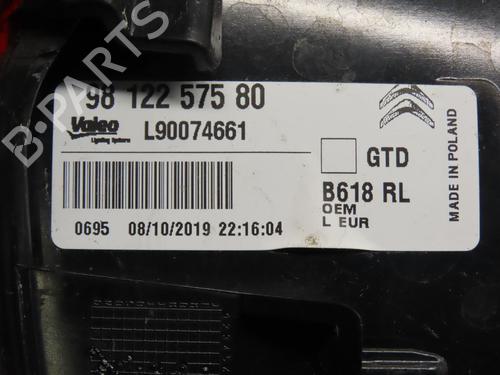 98 122 575 80
Valeo
Lighting Systems
L90074661
GTD
B618 RL
OEM
L EUR
MADE IN POLAND
0695 08/10/2019 22:16:04
B-PARTS